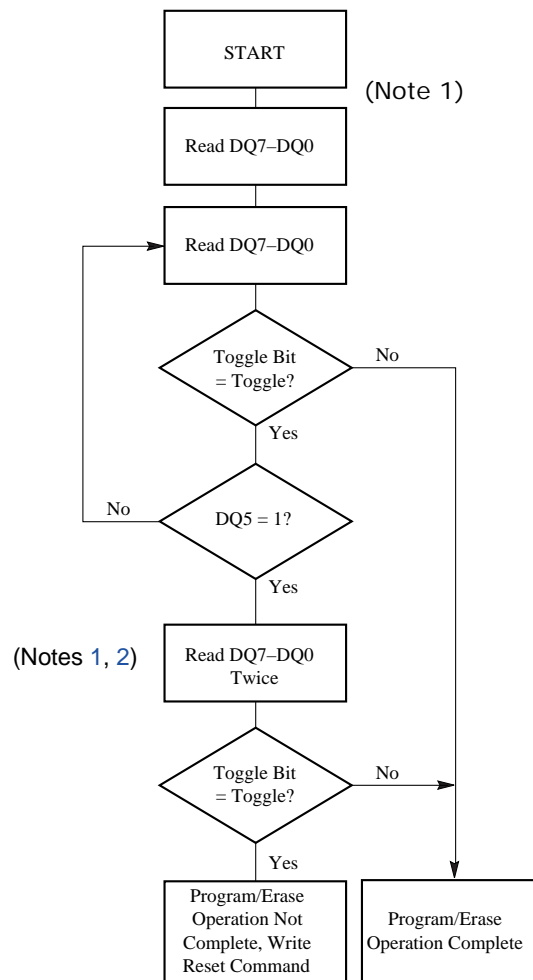 START
(Note 1)
Read DQ7–DQ0
Read DQ7–DQ0
Toggle Bit
= Toggle?
No
Yes
No
DQ5 = 1?
Yes
(Notes 1, 2)
Read DQ7–DQ0
Twice
Toggle Bit
= Toggle?
No
Yes
Program/Erase
Operation Not
Complete, Write
Reset Command
Program/Erase
Operation Complete